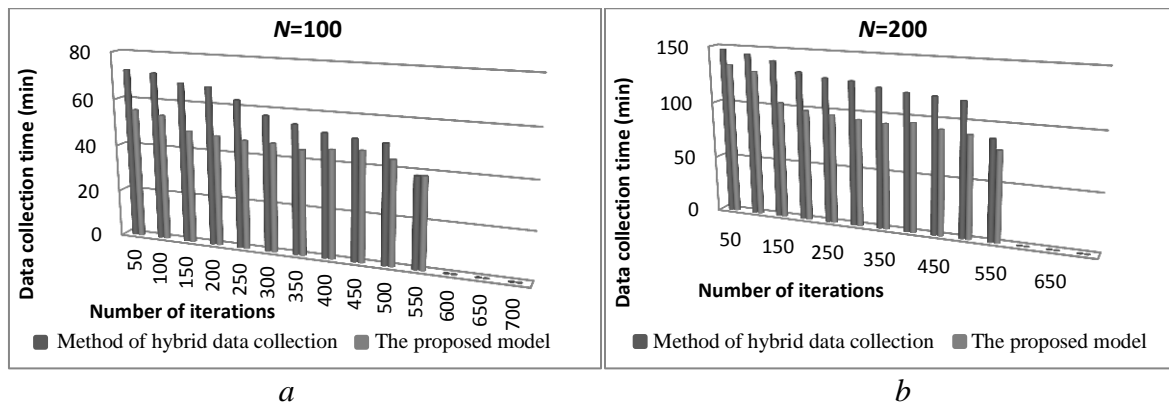 N=100
Data collection time (min)
80
60
40
20
0
50 100 150 200 250 300 350 400 450 500 550 600 650 700
Number of iterations
Method of hybrid data collection The proposed model
a
N=200
Data collection time (min)
150
100
50
0
50 150 250 350 450 550 650
Number of iterations
Method of hybrid data collection The proposed model
b